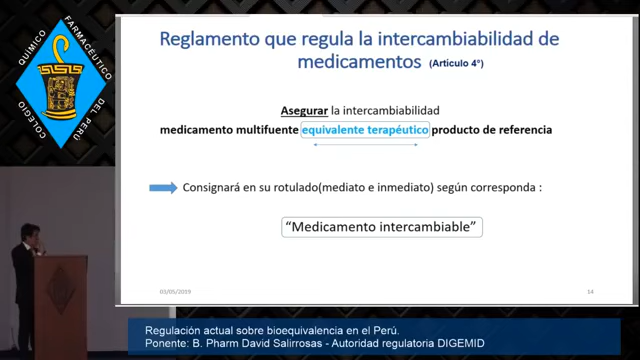 COLEGIO QUÍMICO FARMACÉUTICO DEL PERÚ
Reglamento que regula la intercambiabilidad de
medicamentos (Artículo 4°)
Asegurar la intercambiabilidad
medicamento multifuente equivalente terapéutico producto de referencia
Consignará en su rotulado(mediato e inmediato) según corresponda :
“Medicamento intercambiable”
03/05/2019
14
Regulación actual sobre bioequivalencia en el Perú.
Ponente: B. Pharm David Salirrosas - Autoridad regulatoria DIGEMID